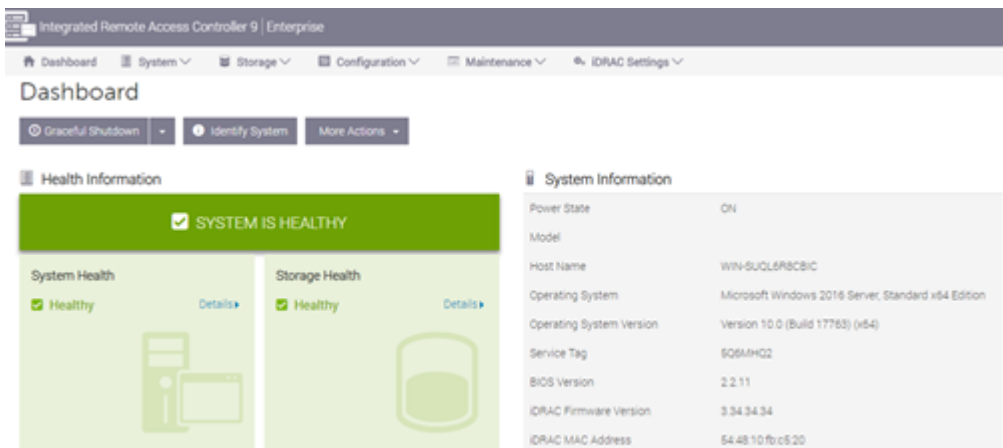 Integrated Remote Access Controller 9 | Enterprise
Dashboard System Storage Configuration Maintenance iDRAC Settings
Dashboard
Graceful Shutdown Identify System More Actions
Health Information
SYSTEM IS HEALTHY
System Health Storage Health
Healthy Details Healthy Details
System Information
Power State ON
Model
Host Name WIN-SUQL6R8CBIC
Operating System Microsoft Windows 2016 Server, Standard x64 Edition
Operating System Version Version 10.0 (Build 17763) (x64)
Service Tag 5Q6MHQ2
BIOS Version 2.2.11
iDRAC Firmware Version 3.34.34.34
iDRAC MAC Address 54:48:10:fb:c5:20